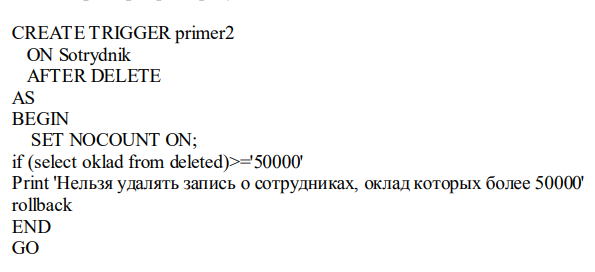 CREATE TRIGGER primer2
ON Sotrydnik
AFTER DELETE
AS
BEGIN
SET NOCOUNT ON;
if (select oklad from deleted)>='50000'
Print 'Нельзя удалять запись о сотрудниках, оклад которых более 50000'
rollback
END
GO